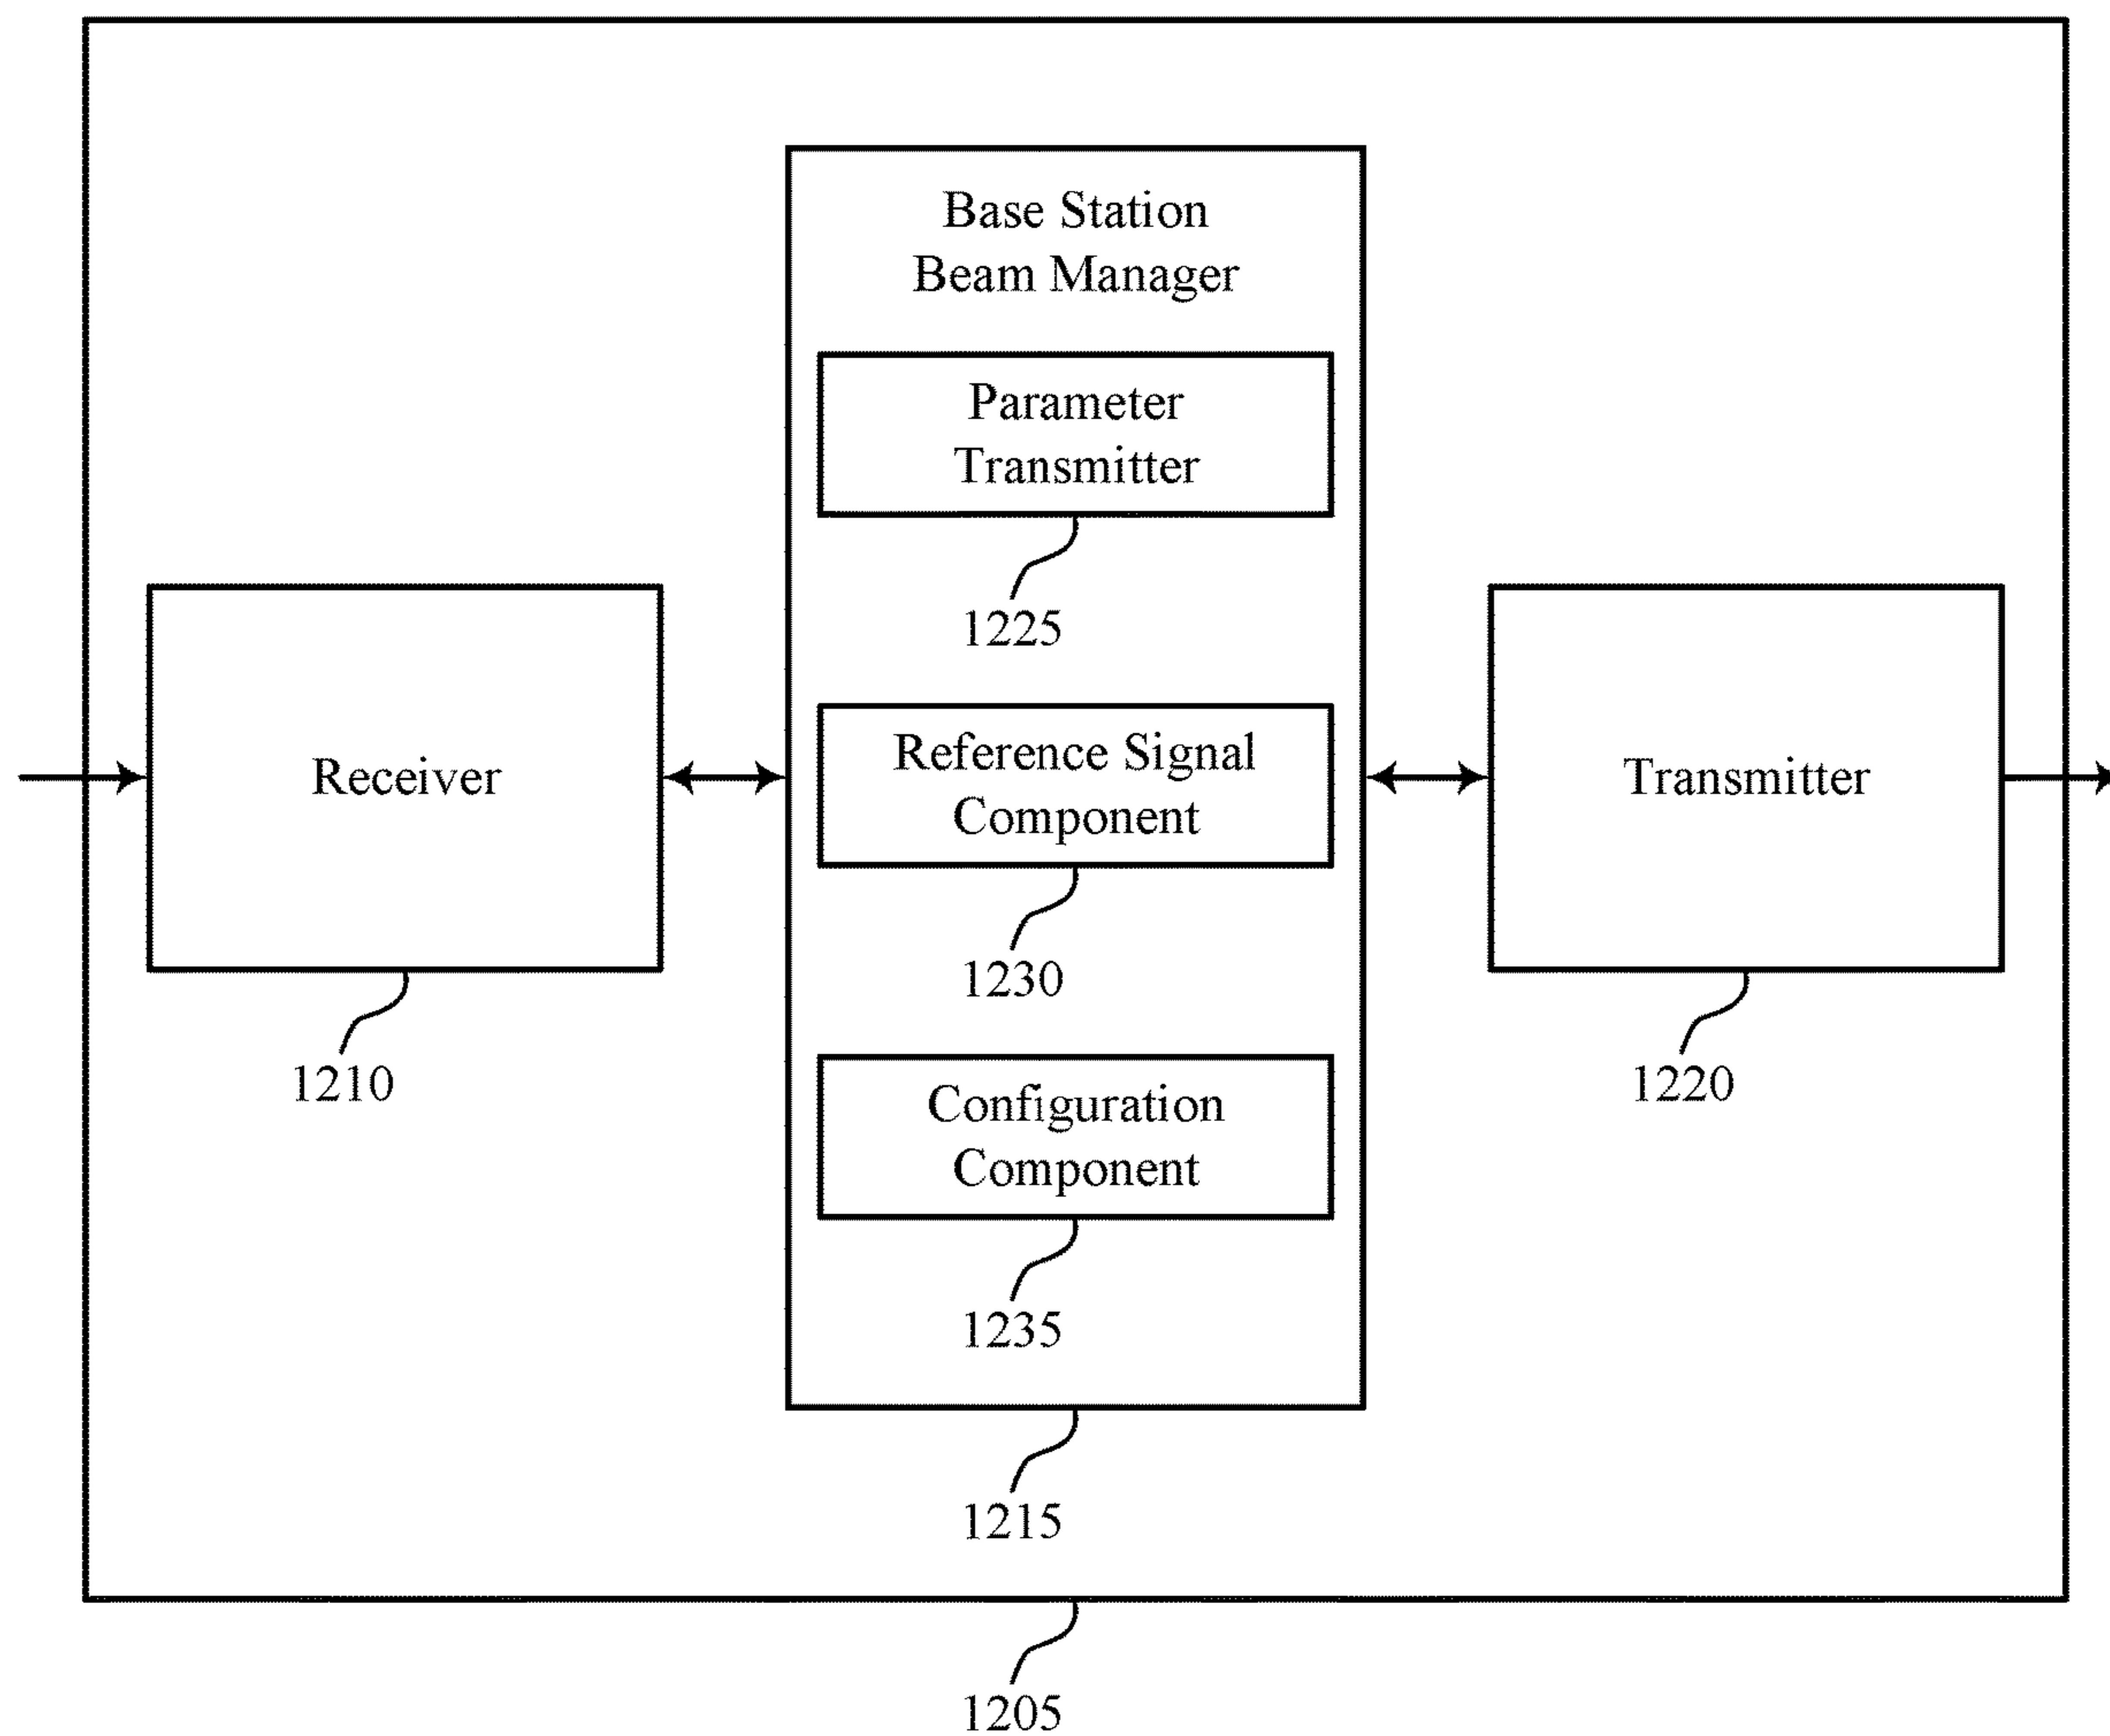 Base Station
Beam Manager
Parameter
Transmitter
1225
Receiver
1210
Reference Signal
Component
1230
Transmitter
1220
Configuration
Component
1235
1215
1205